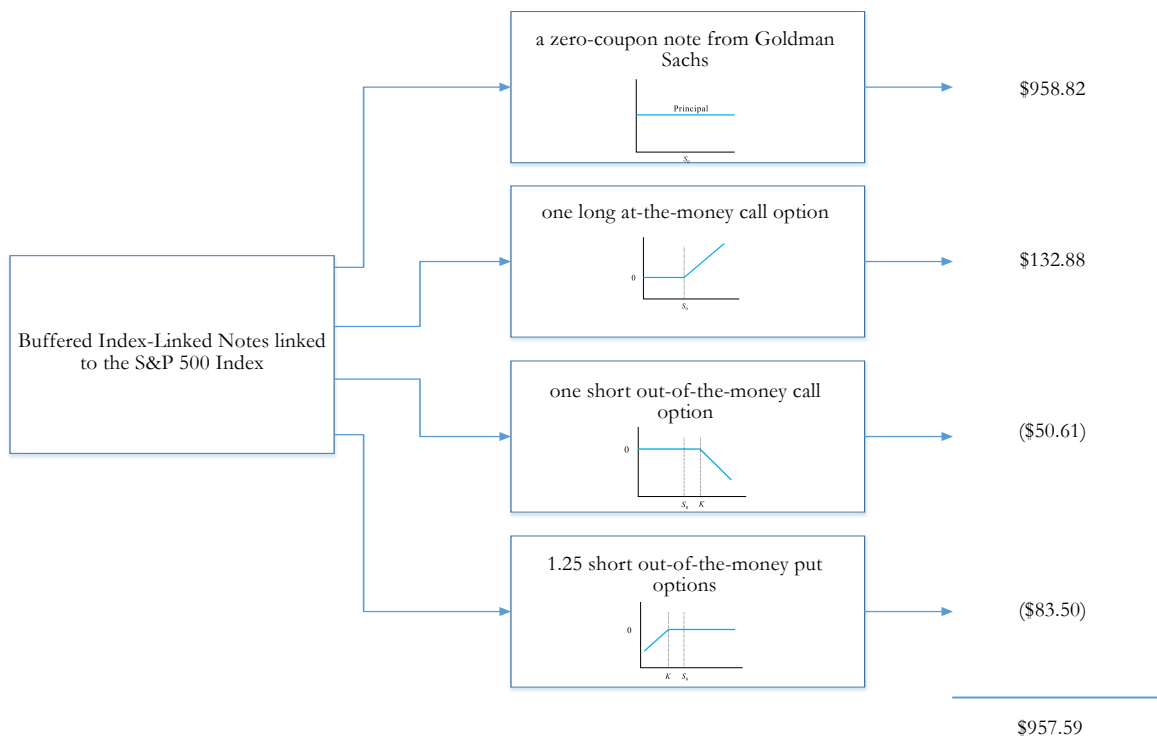 Buffered Index-Linked Notes linked
to the S&P 500 Index
a zero-coupon note from Goldman
Sachs
Principal
S₀
$958.82
one long at-the-money call option
0
S₀
$132.88
one short out-of-the-money call
option
0
S₀ K
($50.61)
1.25 short out-of-the-money put
options
0
K S₀
($83.50)
$957.59